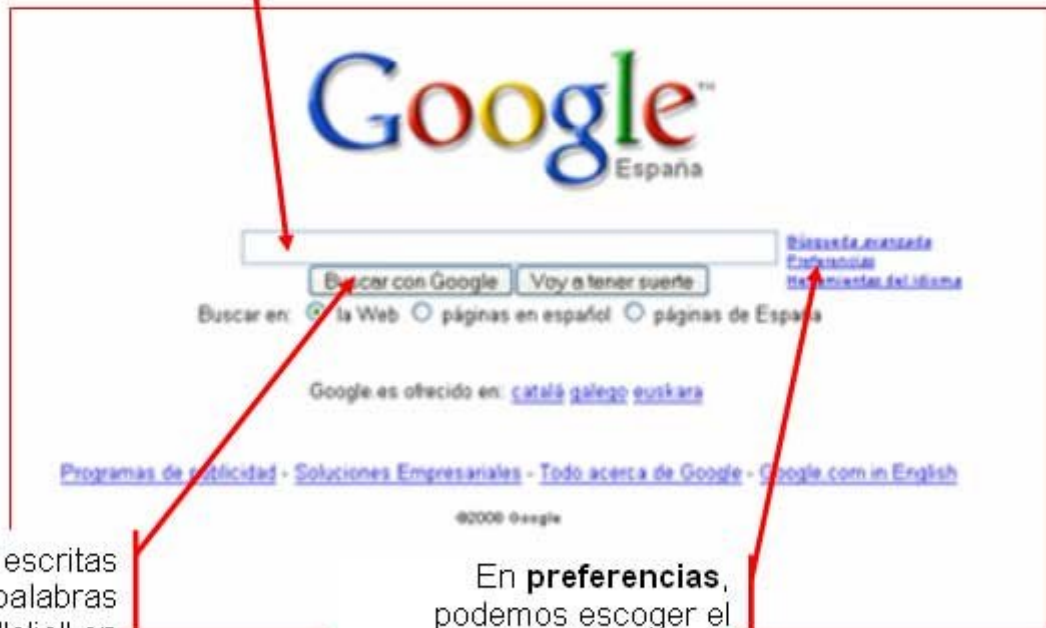 Google™
España
Búsqueda avanzada
Preferencias
Herramientas del idioma
Buscar con Google Voy a tener suerte
Buscar en: la Web páginas en español páginas de España
Google.es ofrecido en: català galego euskara
Programas de publicidad - Soluciones Empresariales - Todo acerca de Google - Google.com in English
©2008 Google
escritas
palabras
En preferencias,
podemos escoger el